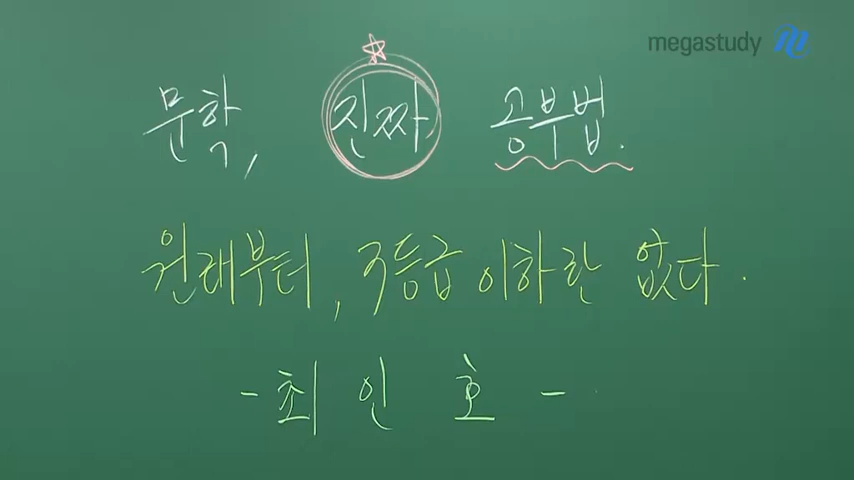 megastudy
문학, 진짜 공부법.
원래부터, 3등급 이하란 없다.
- 최 인 호 -